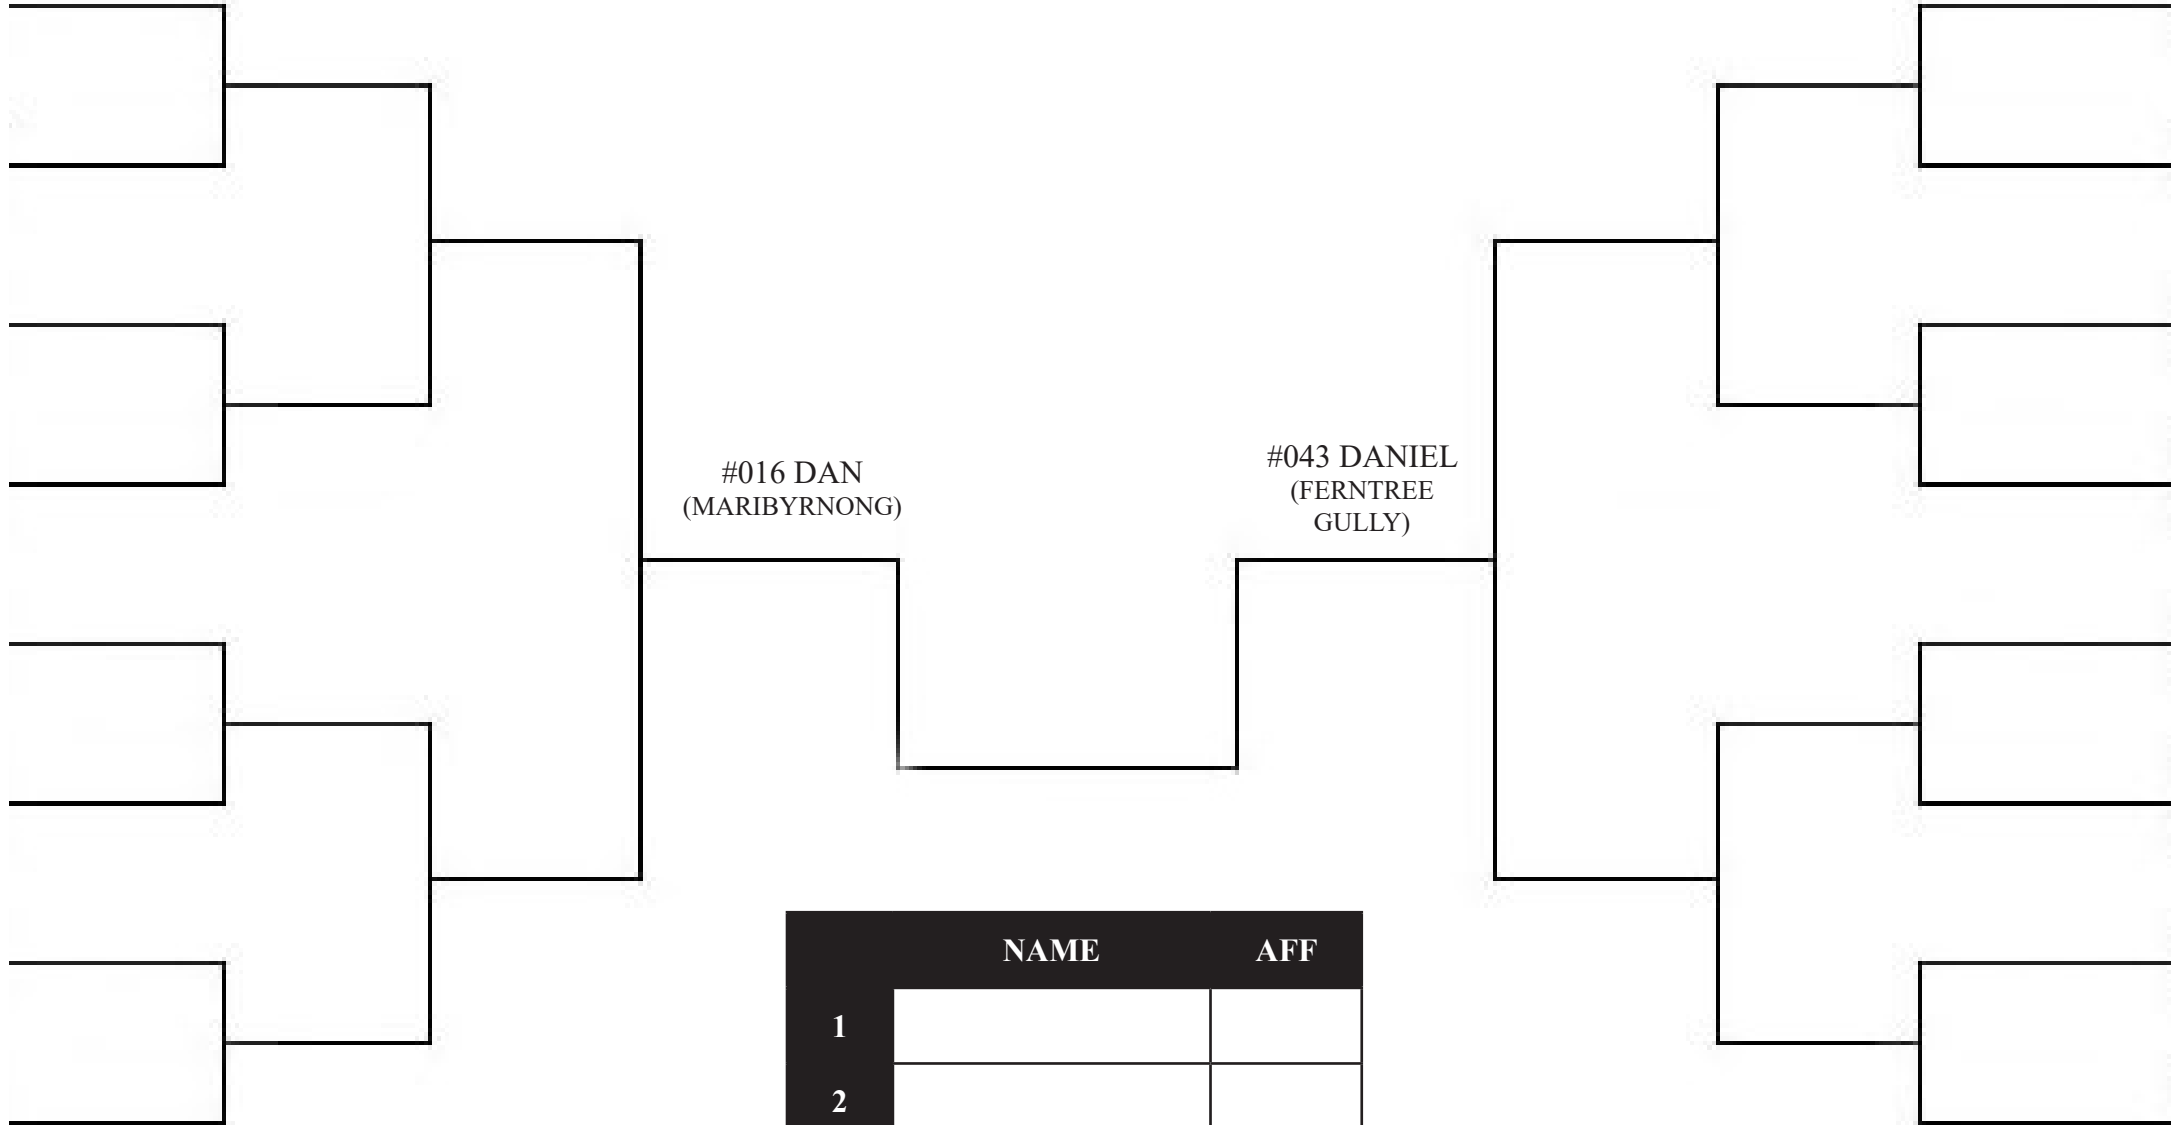 #016 DAN
(MARIBYRNONG)
#043 DANIEL
(FERNTREE
GULLY)
NAME AFF
1
2